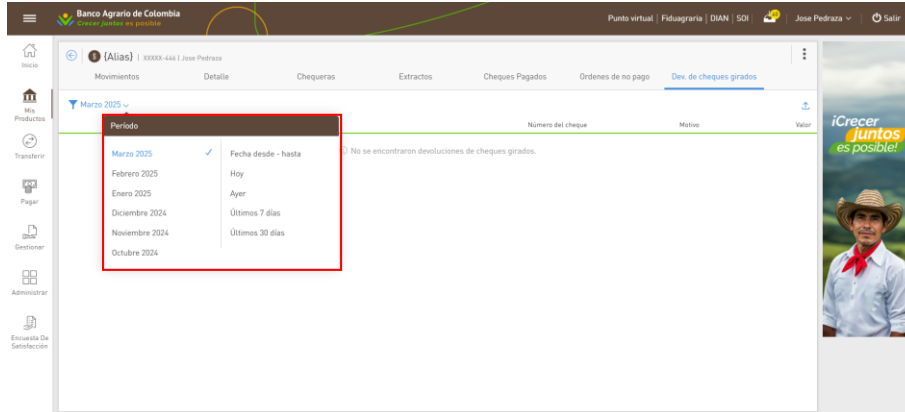 Banco Agrario de Colombia
Crecer juntos es posible
Punto virtual | Fiduagraria | DIAN | SOI |
Jose Pedraza
Salir
Inicio
Mis
Productos
Transferir
Pagar
Gestionar
Administrar
Encuesta De
Satisfacción
{Alias} | XXXXX-446 | Jose Pedraza
Movimientos
Detalle
Chequeras
Extractos
Cheques Pagados
Ordenes de no pago
Dev. de cheques girados
Marzo 2025
Número del cheque
Motivo
Valor
No se encontraron devoluciones de cheques girados.
Período
Marzo 2025
Febrero 2025
Enero 2025
Diciembre 2024
Noviembre 2024
Octubre 2024
Fecha desde - hasta
Hoy
Ayer
Últimos 7 días
Últimos 30 días
¡Crecer
juntos
es posible!